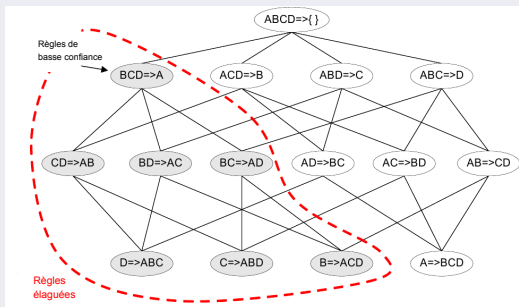 ABCD=>{ }
Règles de
basse confiance
BCD=>A
ACD=>B
ABD=>C
ABC=>D
CD=>AB
BD=>AC
BC=>AD
AD=>BC
AC=>BD
AB=>CD
D=>ABC
C=>ABD
B=>ACD
A=>BCD
Règles
élaguées